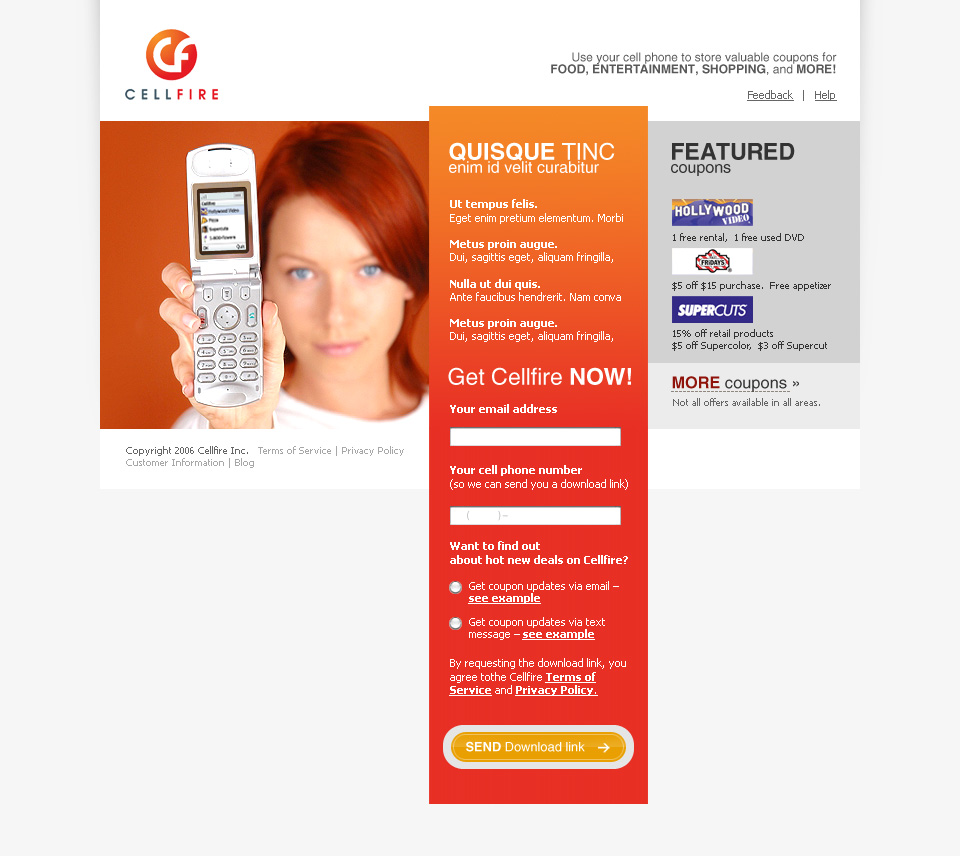 CELLFIRE
Use your cell phone to store valuable coupons for
FOOD, ENTERTAINMENT, SHOPPING, and MORE!
Feedback | Help
Cellfire
Hollywood Video
Pizza
Supercuts
1-800-flowers
Quit
QUISQUE TINC
enim id velit curabitur
Ut tempus felis.
Eget enim pretium elementum. Morbi
Metus proin augue.
Dui, sagittis eget, aliquam fringilla,
Nulla ut dui quis.
Ante faucibus hendrerit. Nam conva
Metus proin augue.
Dui, sagittis eget, aliquam fringilla,
Get Cellfire NOW!
Your email address
Your cell phone number
(so we can send you a download link)
( ) –
Want to find out
about hot new deals on Cellfire?
Get coupon updates via email –
see example
Get coupon updates via text
message – see example
By requesting the download link, you
agree tothe Cellfire Terms of
Service and Privacy Policy.
SEND Download link →
FEATURED
coupons
HOLLYWOOD
VIDEO
1 free rental, 1 free used DVD
FRIDAY'S
$5 off $15 purchase. Free appetizer
SUPERCUTS
15% off retail products
$5 off Supercolor, $3 off Supercut
MORE coupons »
Not all offers available in all areas.
Copyright 2006 Cellfire Inc. Terms of Service | Privacy Policy
Customer Information | Blog